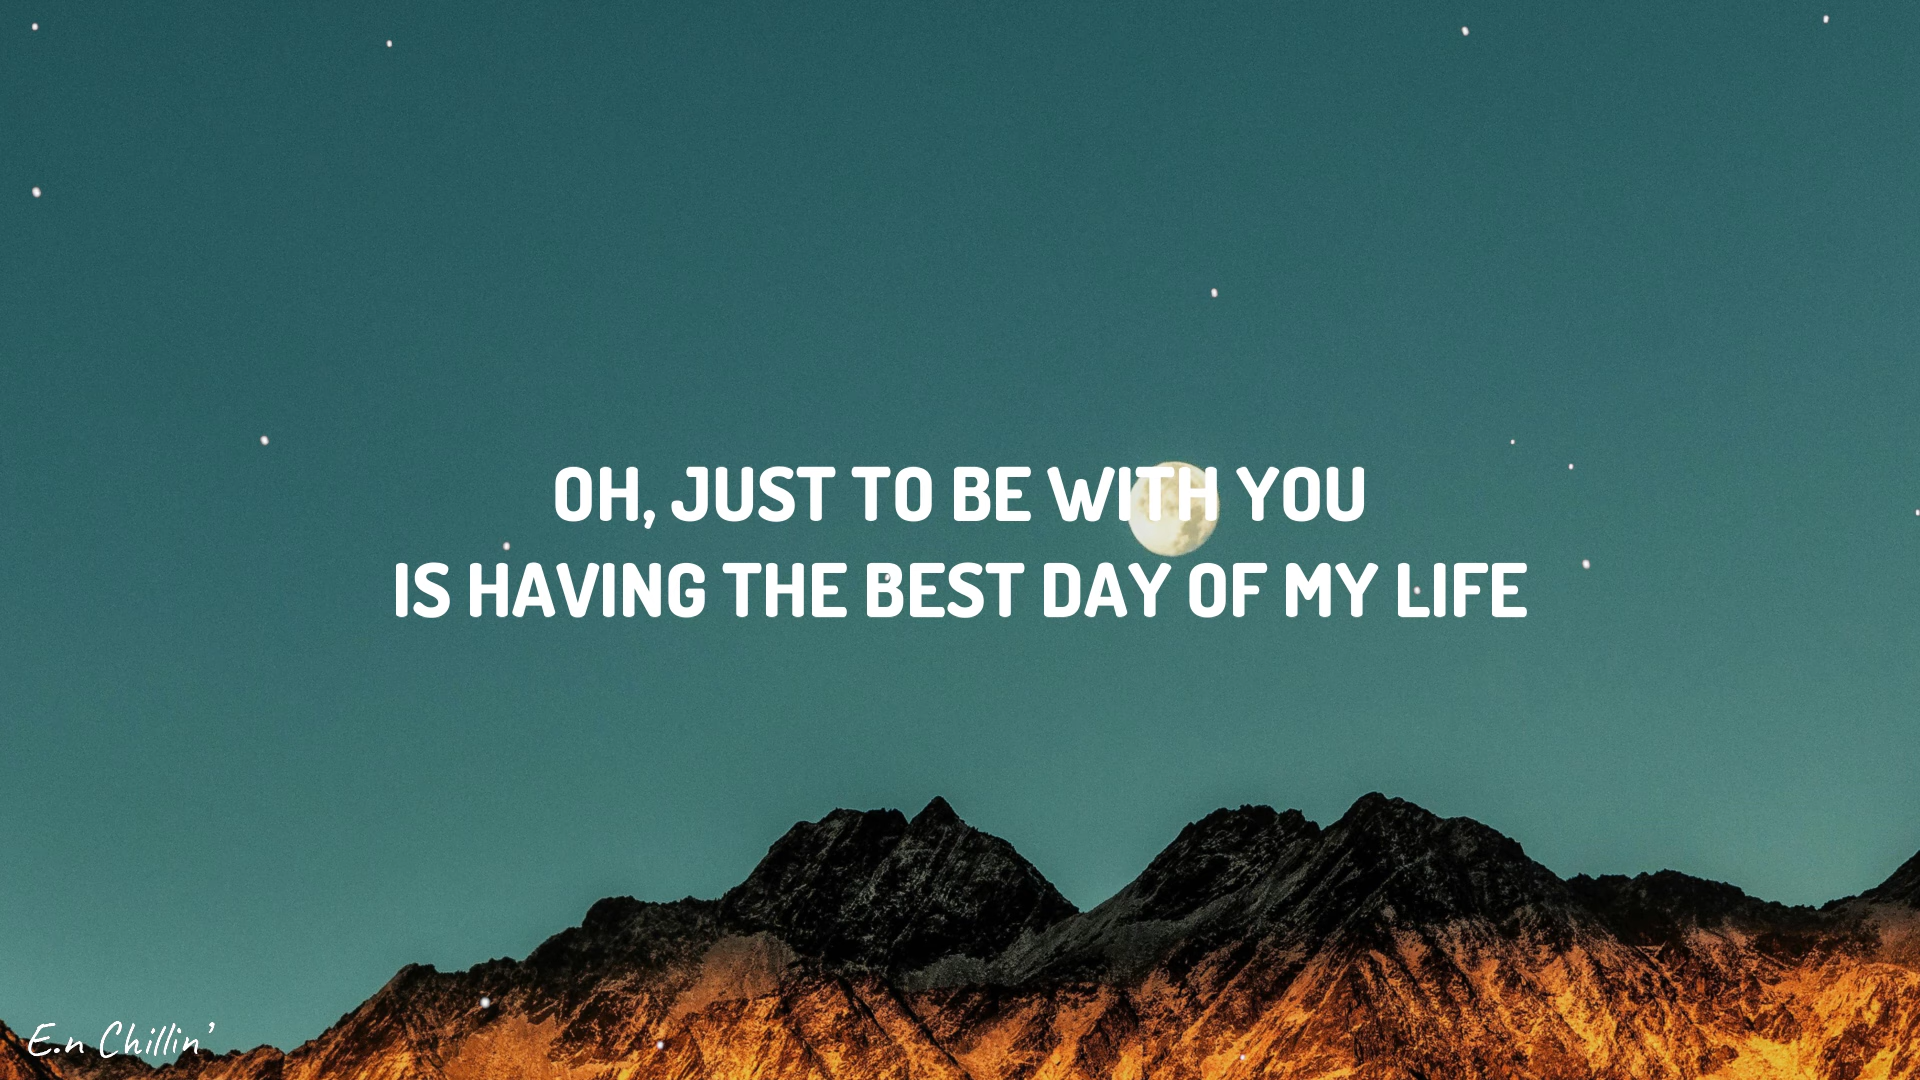 OH, JUST TO BE WITH YOU
IS HAVING THE BEST DAY OF MY LIFE
E.n Chillin'